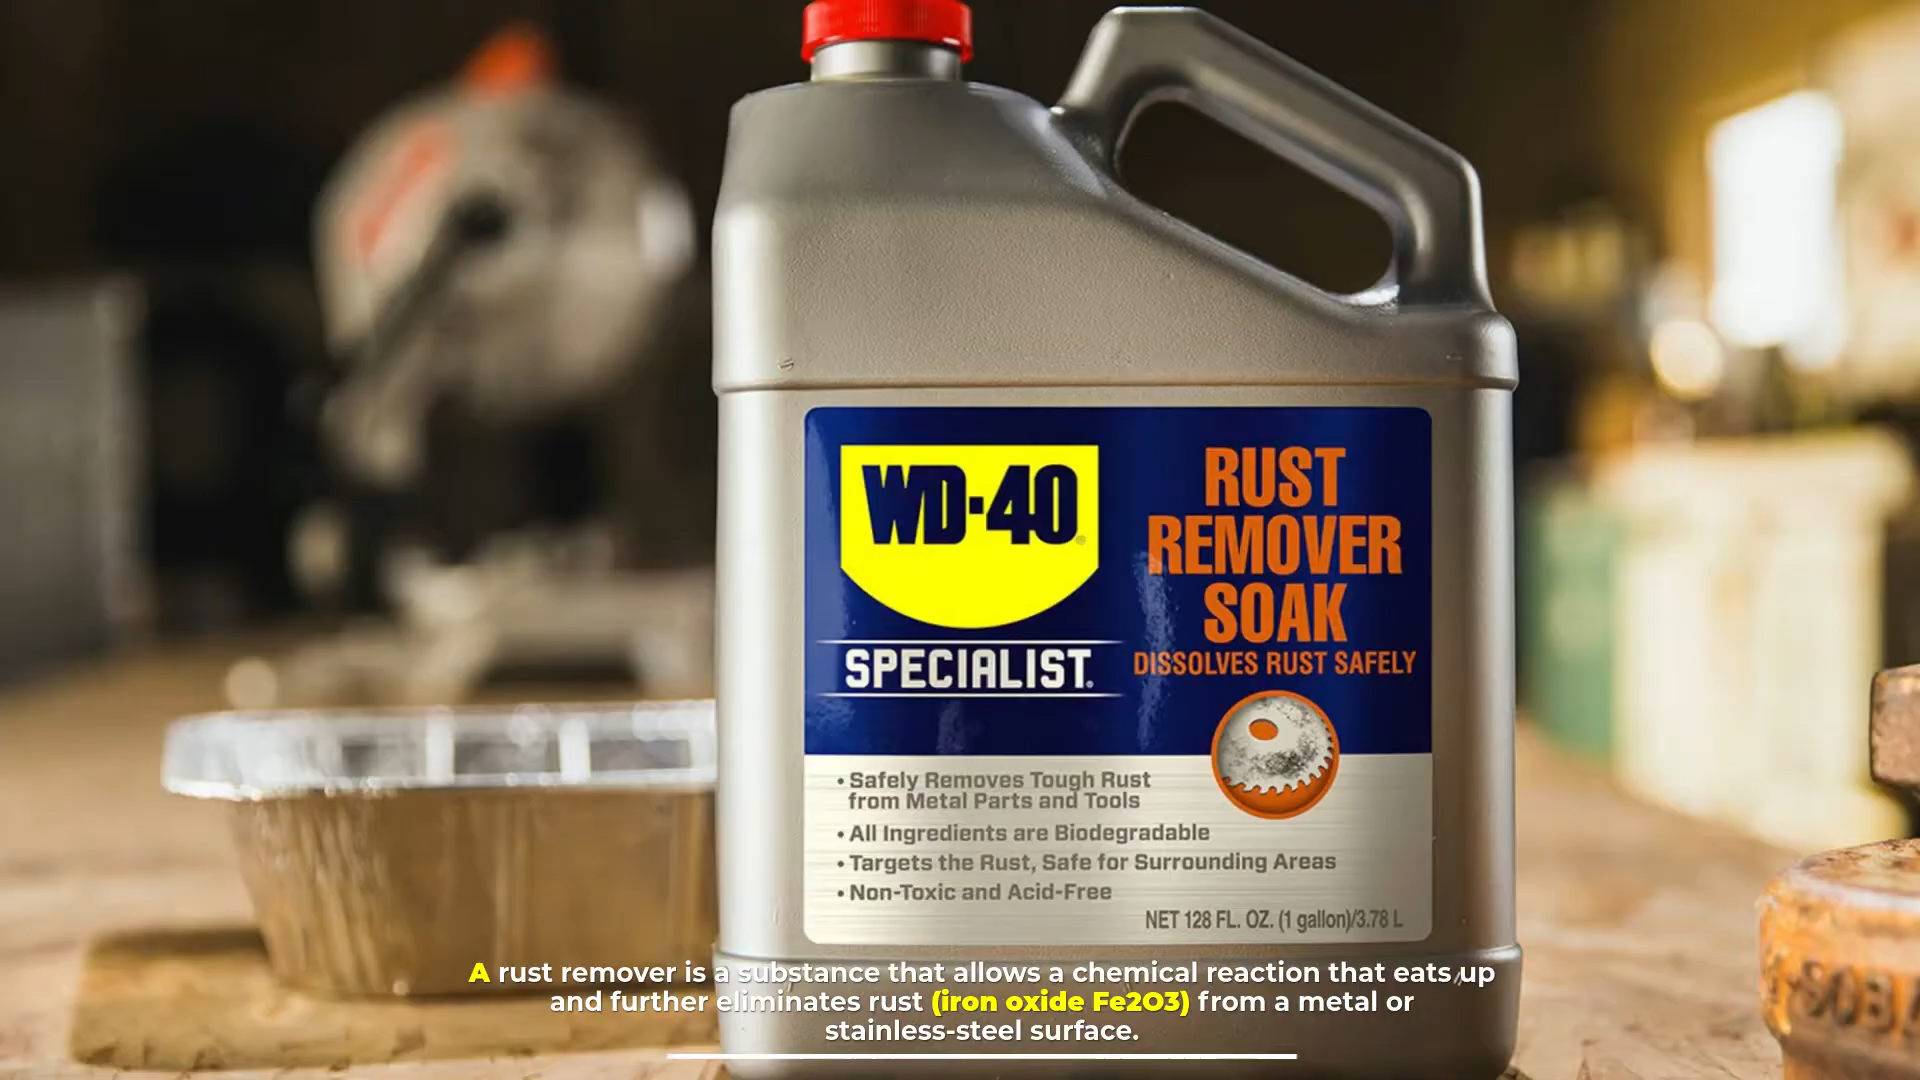 WD-40®
SPECIALIST®
RUST
REMOVER
SOAK
DISSOLVES RUST SAFELY
• Safely Removes Tough Rust
from Metal Parts and Tools
• All Ingredients are Biodegradable
• Targets the Rust, Safe for Surrounding Areas
• Non-Toxic and Acid-Free
NET 128 FL. OZ. (1 gallon)/3.78 L
A rust remover is a substance that allows a chemical reaction that eats up
and further eliminates rust (iron oxide Fe2O3) from a metal or
stainless-steel surface.